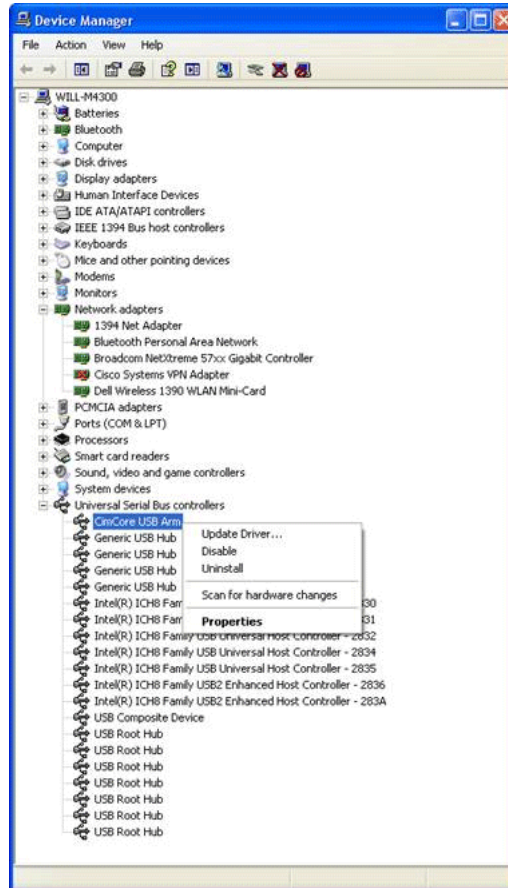 Device Manager
File Action View Help
WILL-M4300
Batteries
Bluetooth
Computer
Disk drives
Display adapters
Human Interface Devices
IDE ATA/ATAPI controllers
IEEE 1394 Bus host controllers
Keyboards
Mice and other pointing devices
Modems
Monitors
Network adapters
1394 Net Adapter
Bluetooth Personal Area Network
Broadcom NetXtreme 57xx Gigabit Controller
Cisco Systems VPN Adapter
Dell Wireless 1390 WLAN Mini-Card
PCMCIA adapters
Ports (COM & LPT)
Processors
Smart card readers
Sound, video and game controllers
System devices
Universal Serial Bus controllers
CimCore USB Arm
Generic USB Hub
Generic USB Hub
Generic USB Hub
Generic USB Hub
Intel(R) ICH8 Fam 830
Intel(R) ICH8 Fam 831
Intel(R) ICH8 Family USB Universal Host Controller - 2832
Intel(R) ICH8 Family USB Universal Host Controller - 2834
Intel(R) ICH8 Family USB Universal Host Controller - 2835
Intel(R) ICH8 Family USB2 Enhanced Host Controller - 2836
Intel(R) ICH8 Family USB2 Enhanced Host Controller - 283A
USB Composite Device
USB Root Hub
USB Root Hub
USB Root Hub
USB Root Hub
USB Root Hub
USB Root Hub
USB Root Hub
Update Driver...
Disable
Uninstall
Scan for hardware changes
Properties